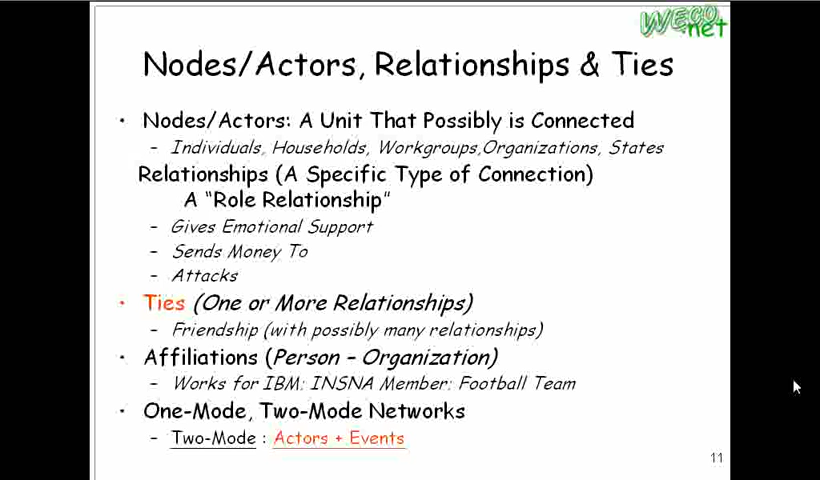 WECO.net
Nodes/Actors, Relationships & Ties
• Nodes/Actors: A Unit That Possibly is Connected
– Individuals, Households, Workgroups,Organizations, States
Relationships (A Specific Type of Connection)
A “Role Relationship”
– Gives Emotional Support
– Sends Money To
– Attacks
• Ties (One or More Relationships)
– Friendship (with possibly many relationships)
• Affiliations (Person – Organization)
– Works for IBM; INSNA Member; Football Team
• One-Mode, Two-Mode Networks
– Two-Mode : Actors + Events
11